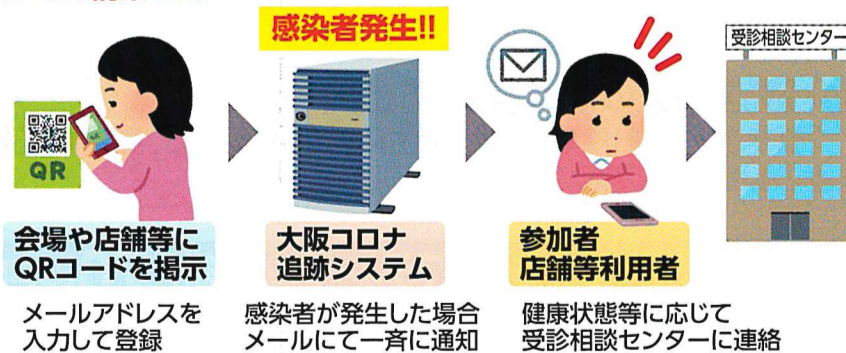 感染者発生!!
受診相談センター
QR
会場や店舗等に
QRコードを掲示
大阪コロナ
追跡システム
参加者
店舗等利用者
メールアドレスを
入力して登録
感染者が発生した場合
メールにて一斉に通知
健康状態等に応じて
受診相談センターに連絡